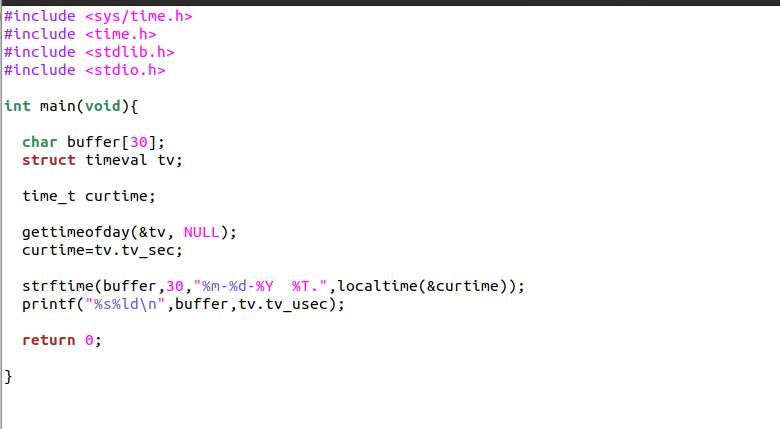 #include <sys/time.h>
#include <time.h>
#include <stdlib.h>
#include <stdio.h>
int main(void){
char buffer[30];
struct timeval tv;
time_t curtime;
gettimeofday(&tv, NULL);
curtime=tv.tv_sec;
strftime(buffer,30,"%m-%d-%Y  %T.",localtime(&curtime));
printf("%s%ld\n",buffer,tv.tv_usec);
return 0;
}